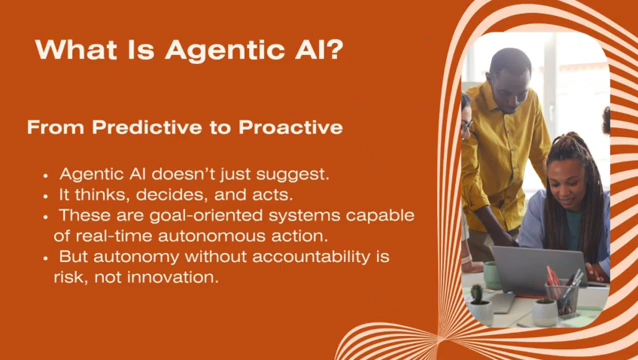 What Is Agentic AI?
From Predictive to Proactive
• Agentic AI doesn't just suggest.
• It thinks, decides, and acts.
• These are goal-oriented systems capable
of real-time autonomous action.
• But autonomy without accountability is
risk, not innovation.